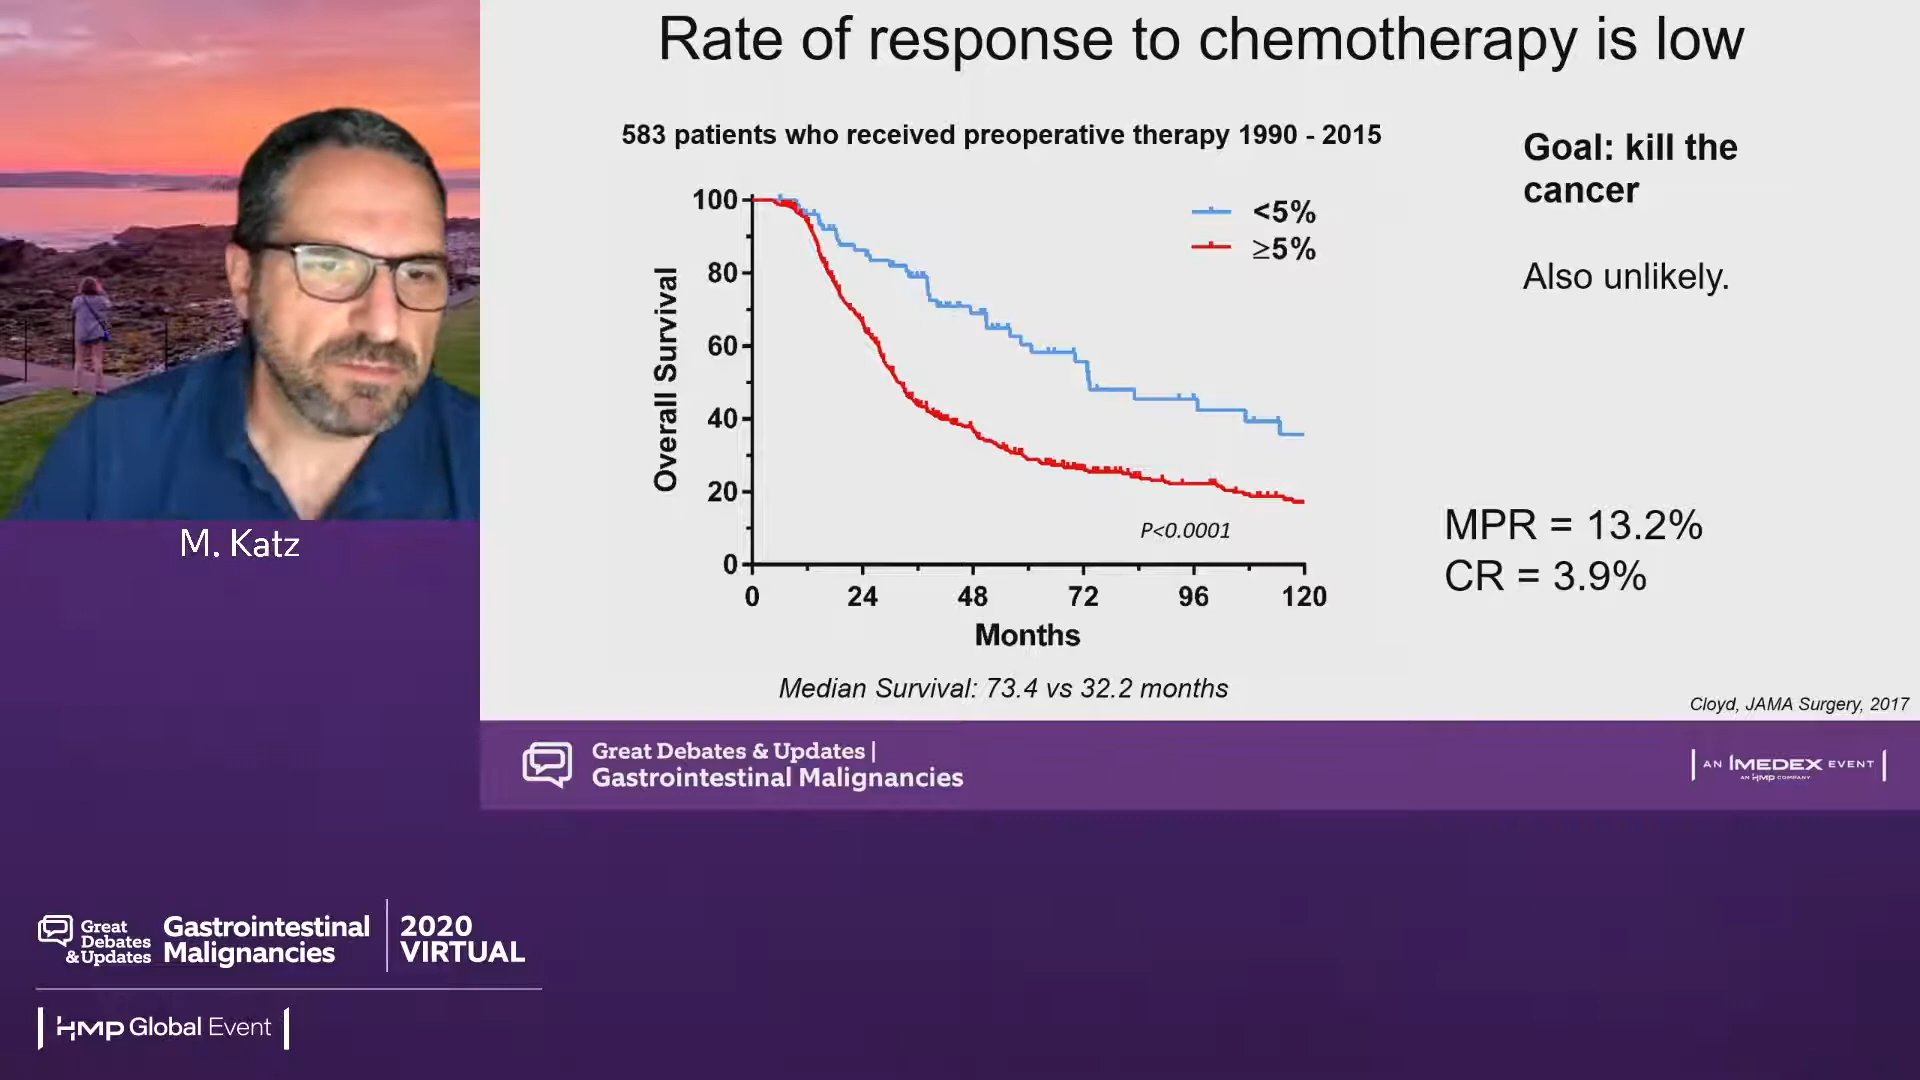 Rate of response to chemotherapy is low
583 patients who received preoperative therapy 1990 - 2015
Goal: kill the
cancer
Also unlikely.
<5%
≥5%
100
80
60
40
20
0
Overall Survival
P<0.0001
0 24 48 72 96 120
Months
Median Survival: 73.4 vs 32.2 months
MPR = 13.2%
CR = 3.9%
Cloyd, JAMA Surgery, 2017
M. Katz
Great Debates & Updates |
Gastrointestinal Malignancies
AN IMEDEX EVENT
AN HMP COMPANY
Great
Debates
& Updates
Gastrointestinal
Malignancies
2020
VIRTUAL
HMP Global Event